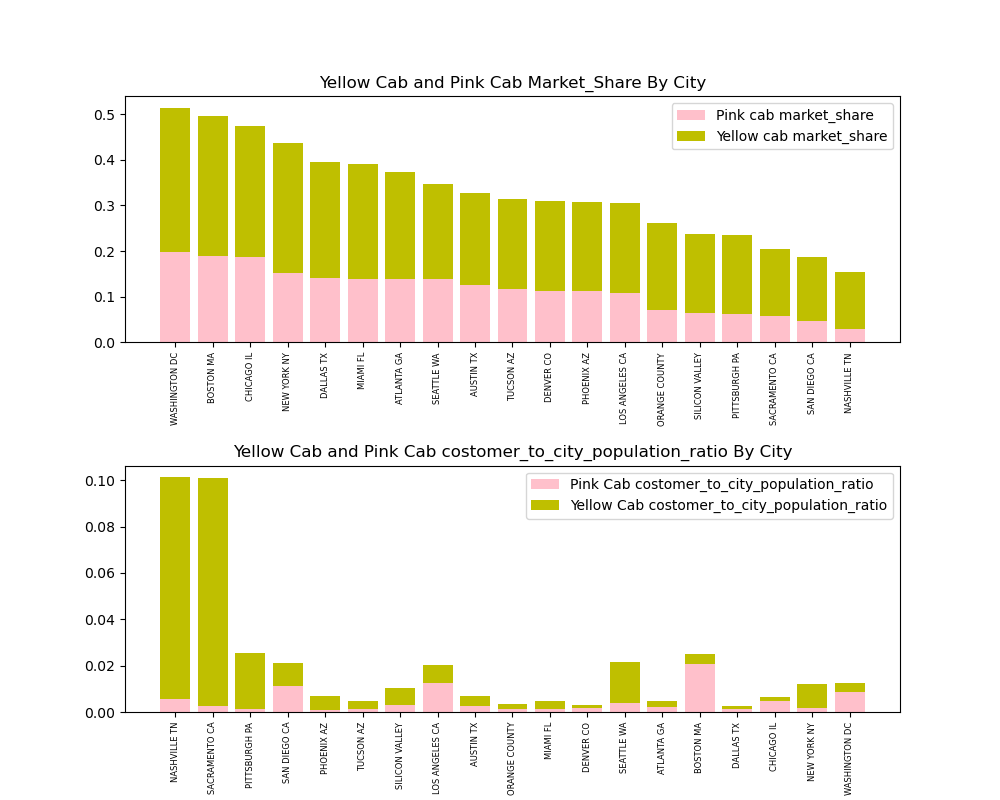 Yellow Cab and Pink Cab Market_Share By City
Pink cab market_share
Yellow cab market_share
0.5
0.4
0.3
0.2
0.1
0.0
WASHINGTON DC
BOSTON MA
CHICAGO IL
NEW YORK NY
DALLAS TX
MIAMI FL
ATLANTA GA
SEATTLE WA
AUSTIN TX
TUCSON AZ
DENVER CO
PHOENIX AZ
LOS ANGELES CA
ORANGE COUNTY
SILICON VALLEY
PITTSBURGH PA
SACRAMENTO CA
SAN DIEGO CA
NASHVILLE TN
Yellow Cab and Pink Cab costomer_to_city_population_ratio By City
Pink Cab costomer_to_city_population_ratio
Yellow Cab costomer_to_city_population_ratio
0.10
0.08
0.06
0.04
0.02
0.00
NASHVILLE TN
SACRAMENTO CA
PITTSBURGH PA
SAN DIEGO CA
PHOENIX AZ
TUCSON AZ
SILICON VALLEY
LOS ANGELES CA
AUSTIN TX
ORANGE COUNTY
MIAMI FL
DENVER CO
SEATTLE WA
ATLANTA GA
BOSTON MA
DALLAS TX
CHICAGO IL
NEW YORK NY
WASHINGTON DC